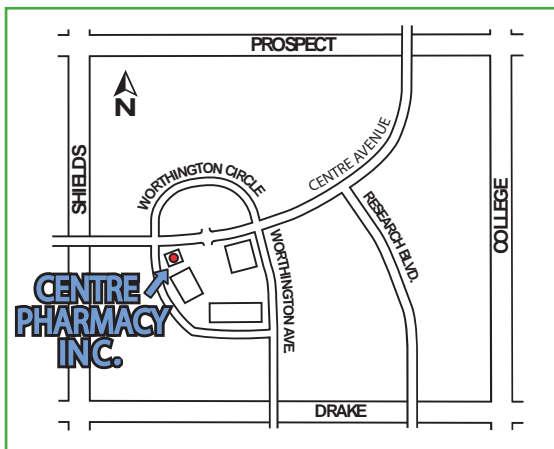 PROSPECT
N
SHIELDS
WORTHINGTON CIRCLE
CENTRE AVENUE
RESEARCH BLVD.
COLLEGE
WORTHINGTON AVE.
CENTRE
PHARMACY
INC.
DRAKE